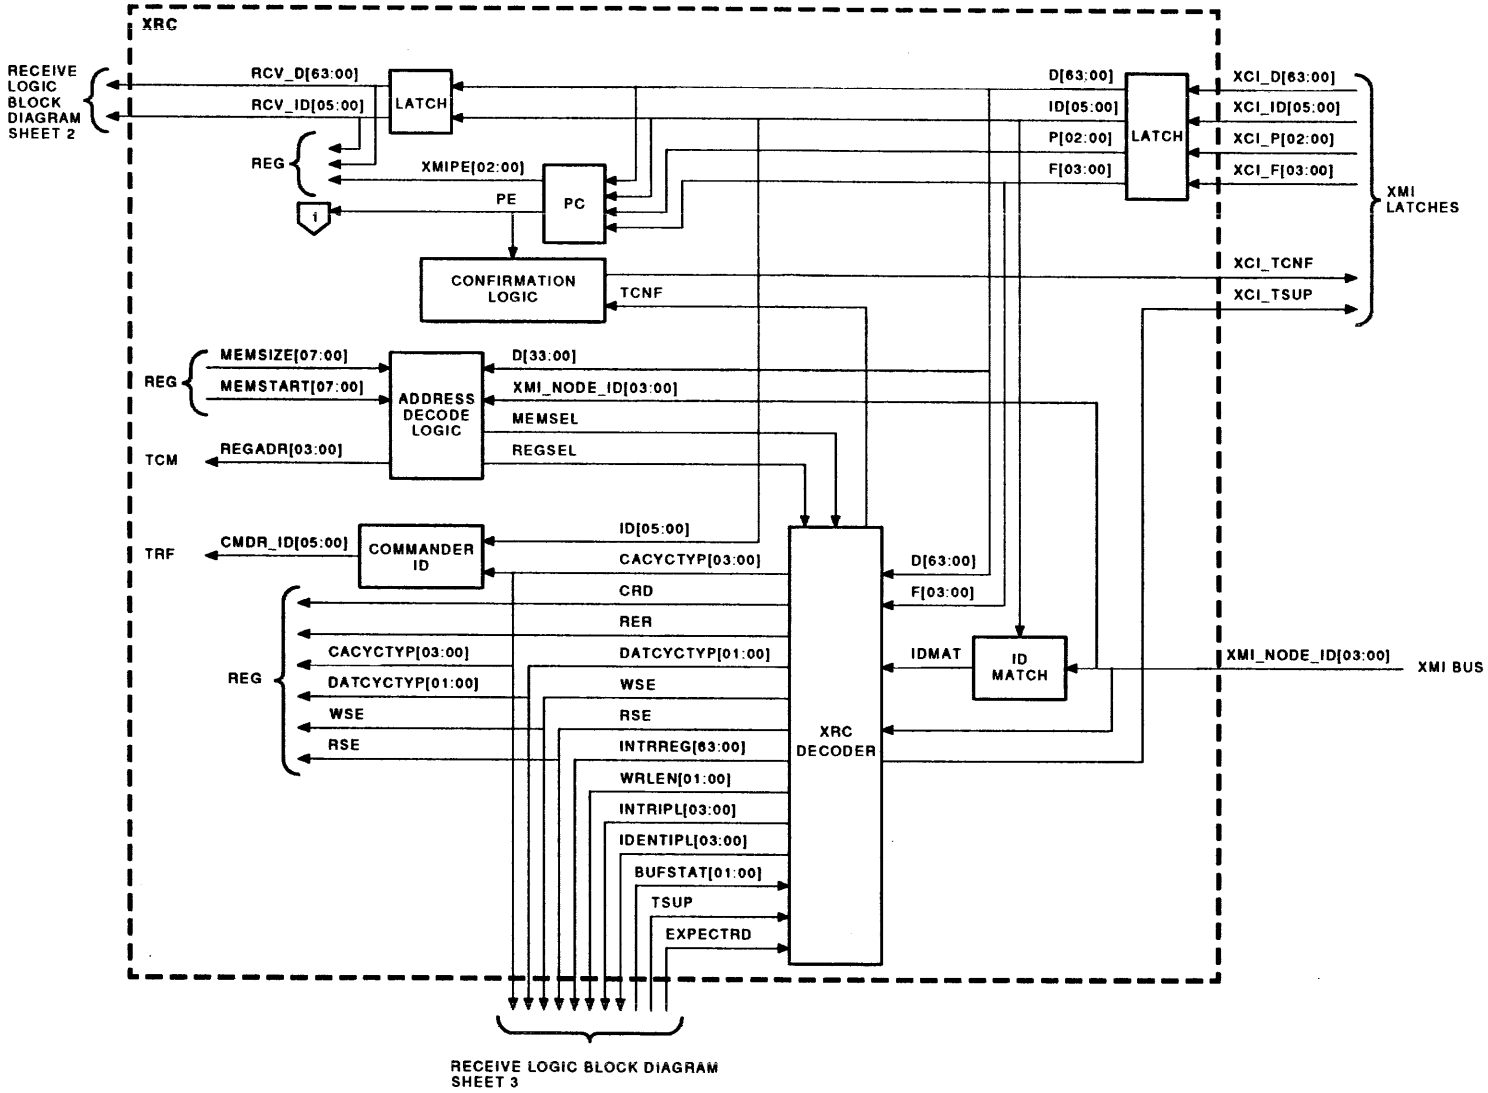 XRC
RECEIVE
LOGIC
BLOCK
DIAGRAM
SHEET 2
RCV_D[63:00]
RCV_ID[05:00]
LATCH
D[63:00]
ID[05:00]
P[02:00]
F[03:00]
LATCH
XCI_D[63:00]
XCI_ID[05:00]
XCI_P[02:00]
XCI_F[03:00]
XMI
LATCHES
REG
XMIPE[02:00]
PE
1
PC
CONFIRMATION
LOGIC
TCNF
XCI_TCNF
XCI_TSUP
REG
MEMSIZE[07:00]
MEMSTART[07:00]
ADDRESS
DECODE
LOGIC
D[33:00]
XMI_NODE_ID[03:00]
MEMSEL
REGSEL
TCM
REGADR[03:00]
TRF
CMDR_ID[05:00]
COMMANDER
ID
ID[05:00]
CACYCTYP[03:00]
CRD
RER
DATCYCTYP[01:00]
WSE
RSE
INTRREG[63:00]
WRLEN[01:00]
INTRIPL[03:00]
IDENTIPL[03:00]
BUFSTAT[01:00]
TSUP
EXPECTRD
REG
CACYCTYP[03:00]
DATCYCTYP[01:00]
WSE
RSE
XRC
DECODER
D[63:00]
F[03:00]
IDMAT
ID
MATCH
XMI_NODE_ID[03:00]
XMI BUS
RECEIVE LOGIC BLOCK DIAGRAM
SHEET 3